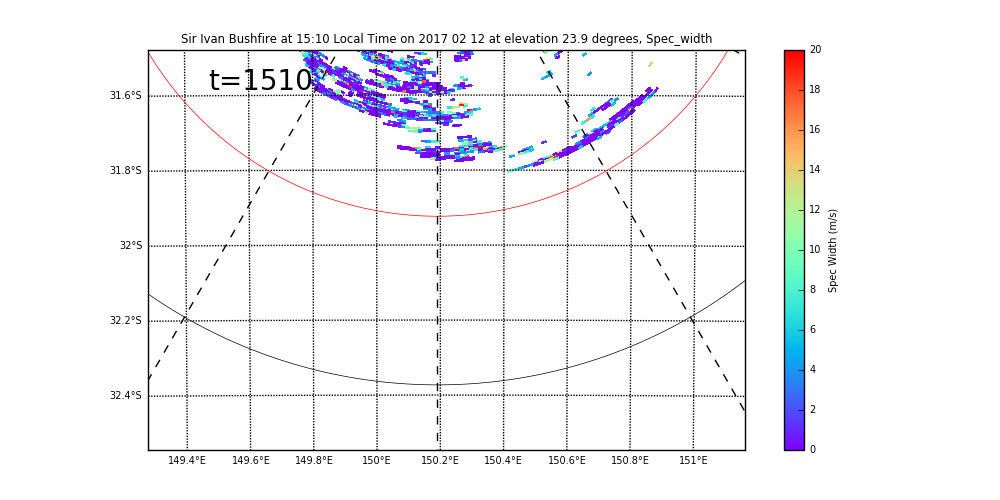 Sir Ivan Bushfire at 15:10 Local Time on 2017 02 12 at elevation 23.9 degrees, Spec_width
t=1510
31.6°S
31.8°S
32°S
32.2°S
32.4°S
149.4°E 149.6°E 149.8°E 150°E 150.2°E 150.4°E 150.6°E 150.8°E 151°E
20
18
16
14
12
10
8
6
4
2
0
Spec Width (m/s)